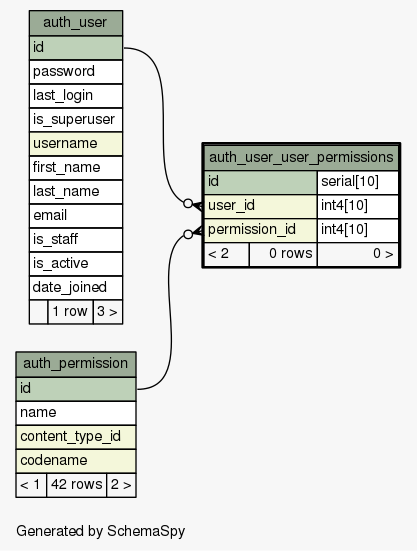 auth_user
id
password
last_login
is_superuser
username
first_name
last_name
email
is_staff
is_active
date_joined
1 row 3 >
auth_user_user_permissions
id serial[10]
user_id int4[10]
permission_id int4[10]
< 2 0 rows 0 >
auth_permission
id
name
content_type_id
codename
< 1 42 rows 2 >
Generated by SchemaSpy